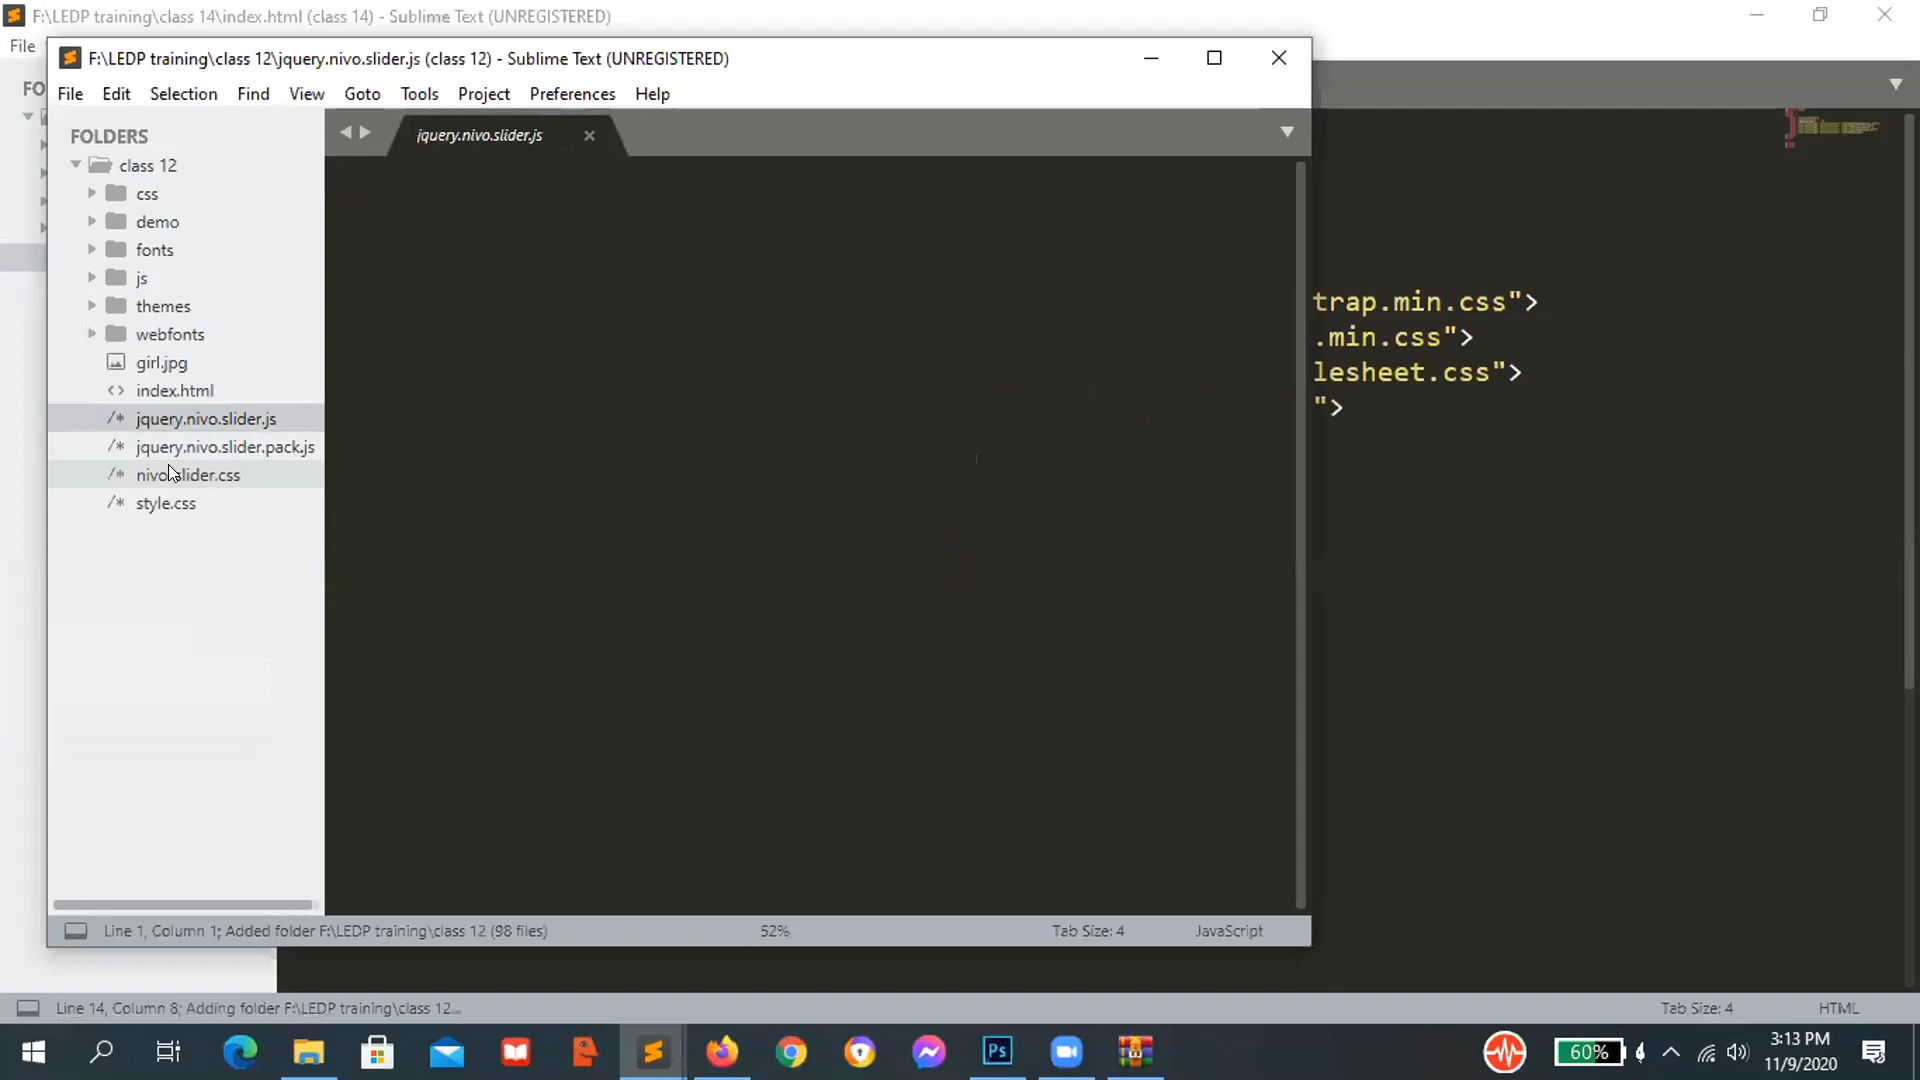 F:\LEDP training\class 14\index.html (class 14) - Sublime Text (UNREGISTERED)
File
F:\LEDP training\class 12\jquery.nivo.slider.js (class 12) - Sublime Text (UNREGISTERED)
File Edit Selection Find View Goto Tools Project Preferences Help
FO
FOLDERS
jquery.nivo.slider.js
class 12
css
demo
fonts
js
themes
webfonts
girl.jpg
index.html
jquery.nivo.slider.js
jquery.nivo.slider.pack.js
nivo-slider.css
style.css
trap.min.css">
.min.css">
lesheet.css">
">
Line 1, Column 1; Added folder F:\LEDP training\class 12 (98 files) 52% Tab Size: 4 JavaScript
Line 14, Column 8; Adding folder F:\LEDP training\class 12... Tab Size: 4 HTML
Ps
60%
3:13 PM
11/9/2020